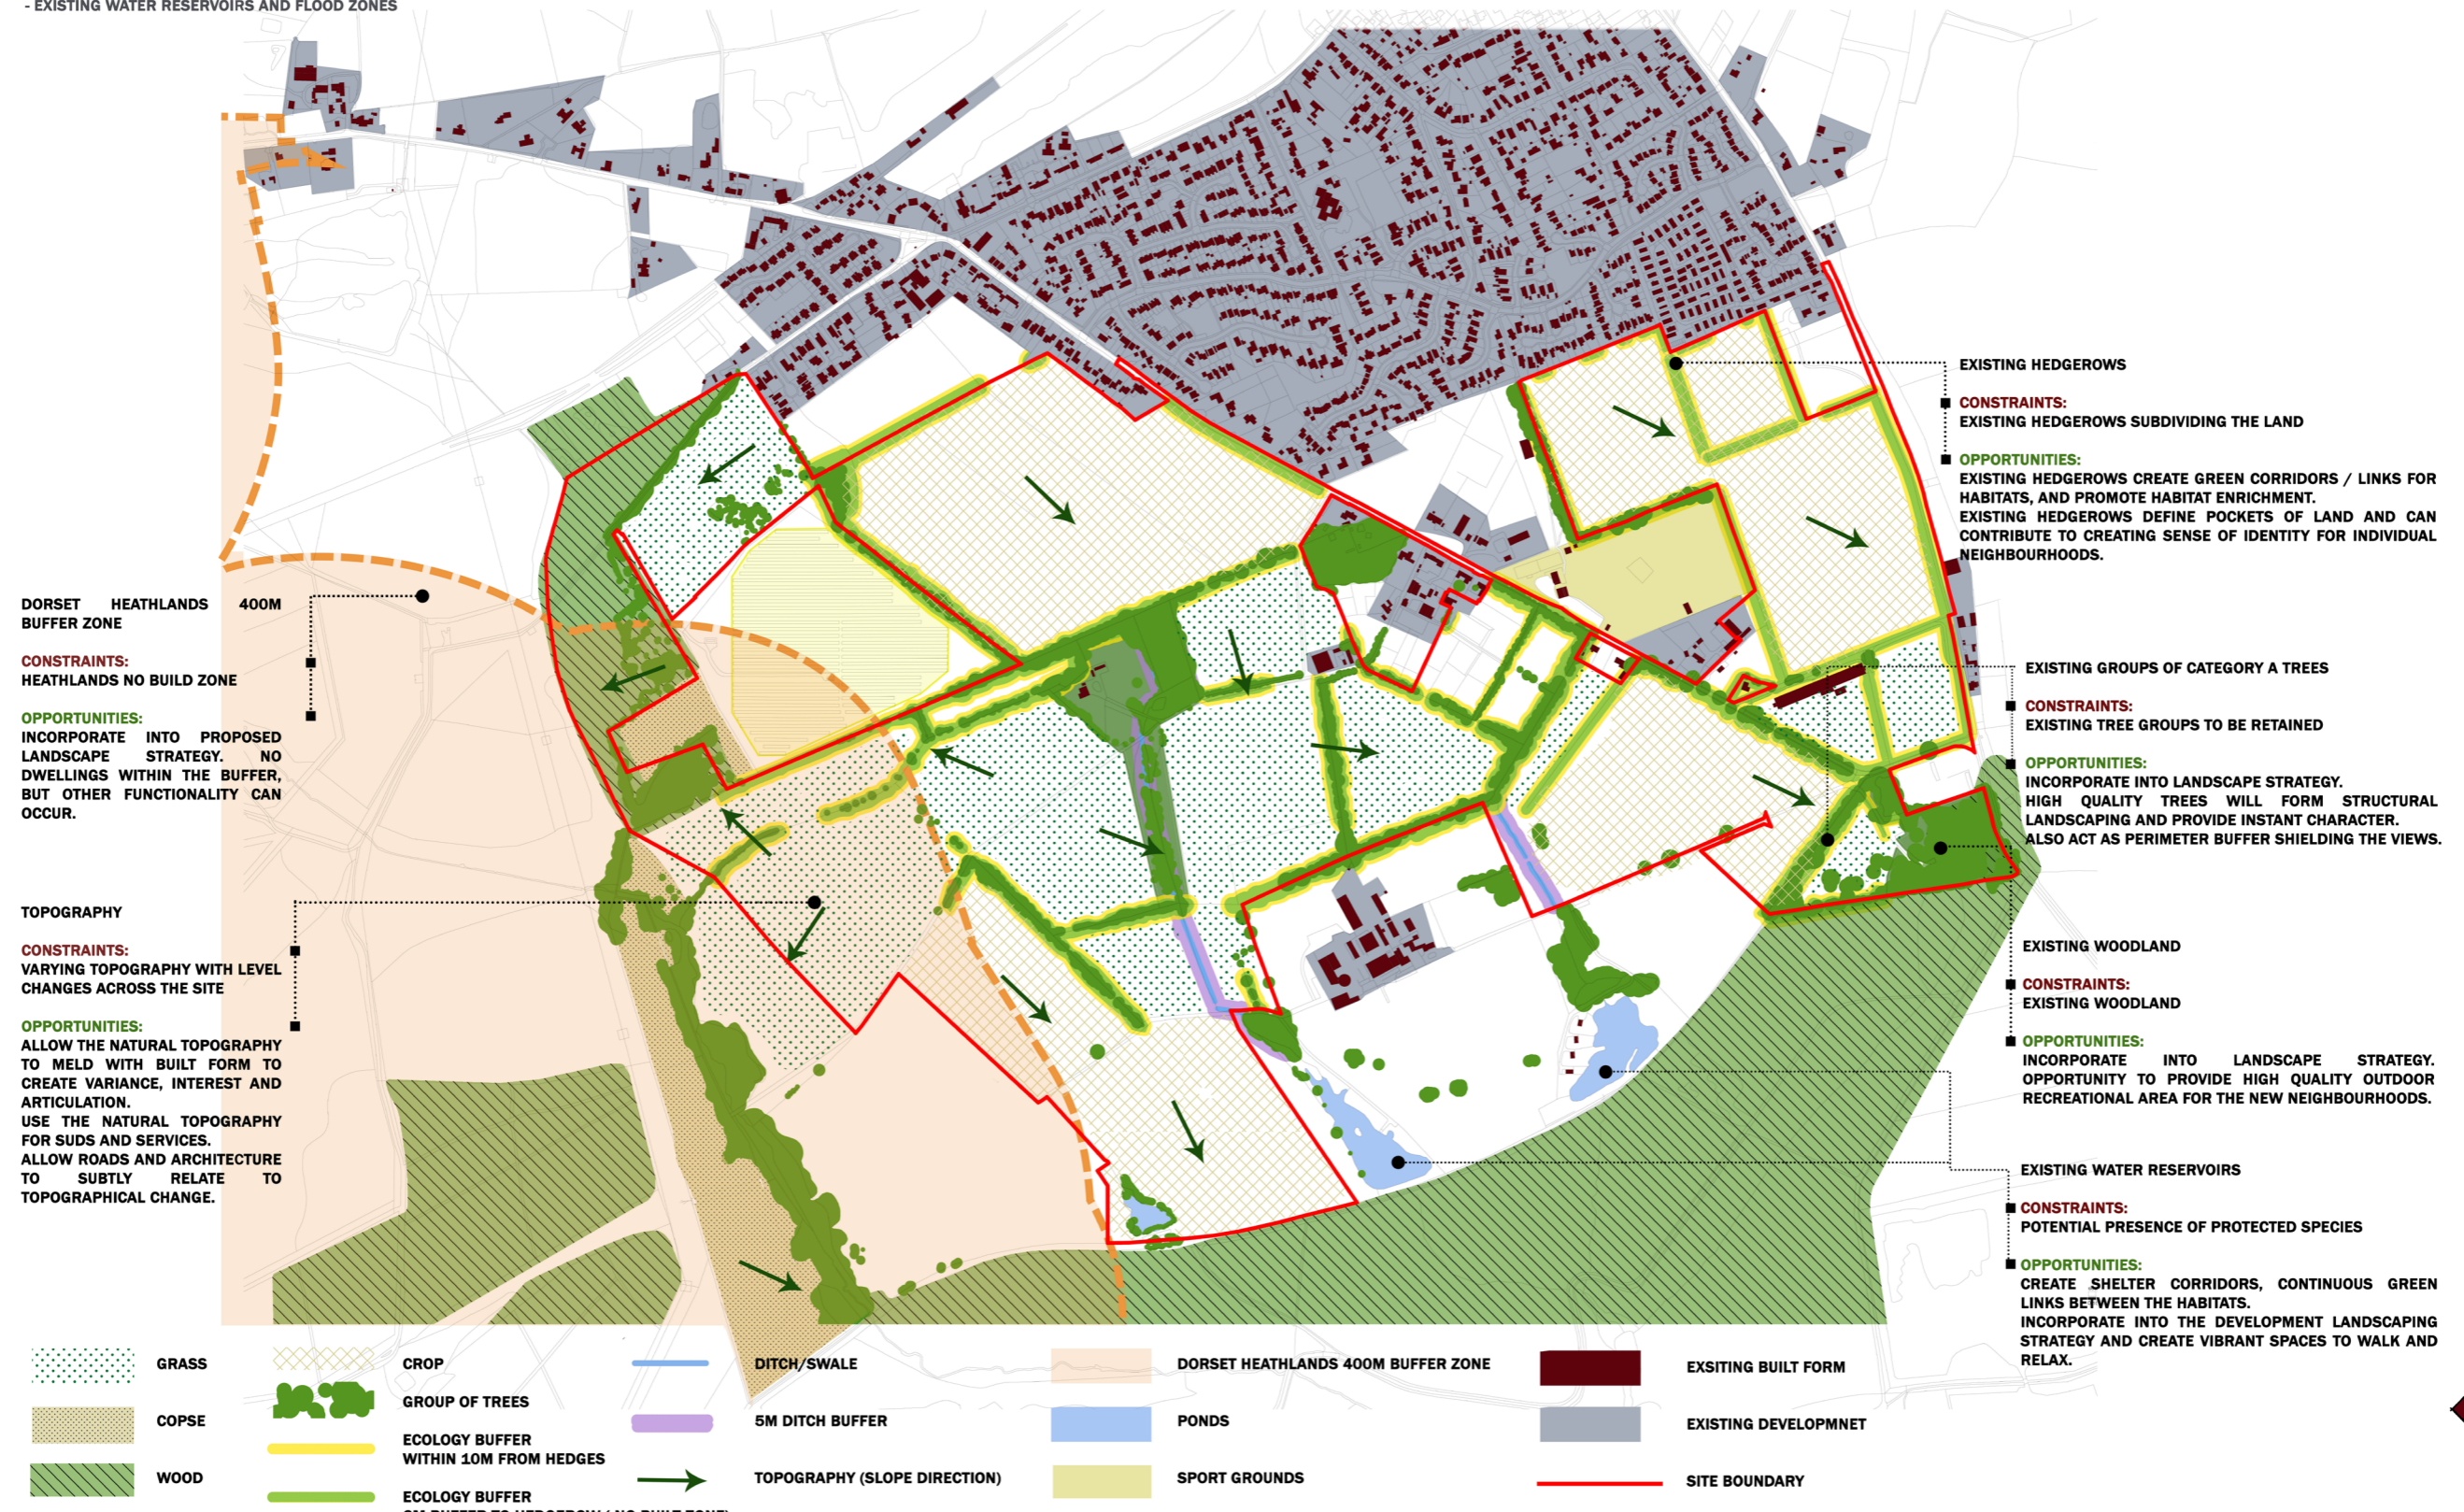 - EXISTING WATER RESERVOIRS AND FLOOD ZONES
DORSET HEATHLANDS 400M
BUFFER ZONE
CONSTRAINTS:
HEATHLANDS NO BUILD ZONE
OPPORTUNITIES:
INCORPORATE INTO PROPOSED
LANDSCAPE STRATEGY. NO
DWELLINGS WITHIN THE BUFFER,
BUT OTHER FUNCTIONALITY CAN
OCCUR.
TOPOGRAPHY
CONSTRAINTS:
VARYING TOPOGRAPHY WITH LEVEL
CHANGES ACROSS THE SITE
OPPORTUNITIES:
ALLOW THE NATURAL TOPOGRAPHY
TO MELD WITH BUILT FORM TO
CREATE VARIANCE, INTEREST AND
ARTICULATION.
USE THE NATURAL TOPOGRAPHY
FOR SUDS AND SERVICES.
ALLOW ROADS AND ARCHITECTURE
TO SUBTLY RELATE TO
TOPOGRAPHICAL CHANGE.
EXISTING HEDGEROWS
CONSTRAINTS:
EXISTING HEDGEROWS SUBDIVIDING THE LAND
OPPORTUNITIES:
EXISTING HEDGEROWS CREATE GREEN CORRIDORS / LINKS FOR
HABITATS, AND PROMOTE HABITAT ENRICHMENT.
EXISTING HEDGEROWS DEFINE POCKETS OF LAND AND CAN
CONTRIBUTE TO CREATING SENSE OF IDENTITY FOR INDIVIDUAL
NEIGHBOURHOODS.
EXISTING GROUPS OF CATEGORY A TREES
CONSTRAINTS:
EXISTING TREE GROUPS TO BE RETAINED
OPPORTUNITIES:
INCORPORATE INTO LANDSCAPE STRATEGY.
HIGH QUALITY TREES WILL FORM STRUCTURAL
LANDSCAPING AND PROVIDE INSTANT CHARACTER.
ALSO ACT AS PERIMETER BUFFER SHIELDING THE VIEWS.
EXISTING WOODLAND
CONSTRAINTS:
EXISTING WOODLAND
OPPORTUNITIES:
INCORPORATE INTO LANDSCAPE STRATEGY.
OPPORTUNITY TO PROVIDE HIGH QUALITY OUTDOOR
RECREATIONAL AREA FOR THE NEW NEIGHBOURHOODS.
EXISTING WATER RESERVOIRS
CONSTRAINTS:
POTENTIAL PRESENCE OF PROTECTED SPECIES
OPPORTUNITIES:
CREATE SHELTER CORRIDORS, CONTINUOUS GREEN
LINKS BETWEEN THE HABITATS.
INCORPORATE INTO THE DEVELOPMENT LANDSCAPING
STRATEGY AND CREATE VIBRANT SPACES TO WALK AND
RELAX.
GRASS
COPSE
WOOD
CROP
GROUP OF TREES
ECOLOGY BUFFER
WITHIN 10M FROM HEDGES
ECOLOGY BUFFER
DITCH/SWALE
5M DITCH BUFFER
TOPOGRAPHY (SLOPE DIRECTION)
DORSET HEATHLANDS 400M BUFFER ZONE
PONDS
SPORT GROUNDS
EXSITING BUILT FORM
EXISTING DEVELOPMNET
SITE BOUNDARY